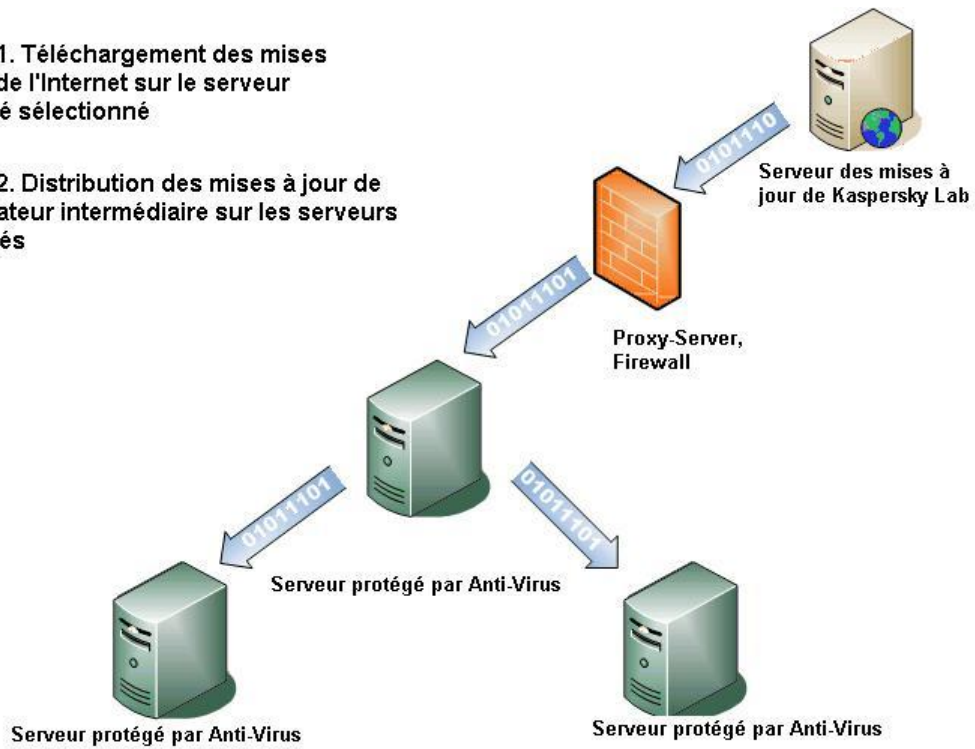 1. Téléchargement des mises
de l'Internet sur le serveur
é sélectionné
2. Distribution des mises à jour de
ateur intermédiaire sur les serveurs
és
0101110
Serveur des mises à
jour de Kaspersky Lab
01011101
Proxy-Server,
Firewall
01011101
01011101
Serveur protégé par Anti-Virus
Serveur protégé par Anti-Virus
Serveur protégé par Anti-Virus